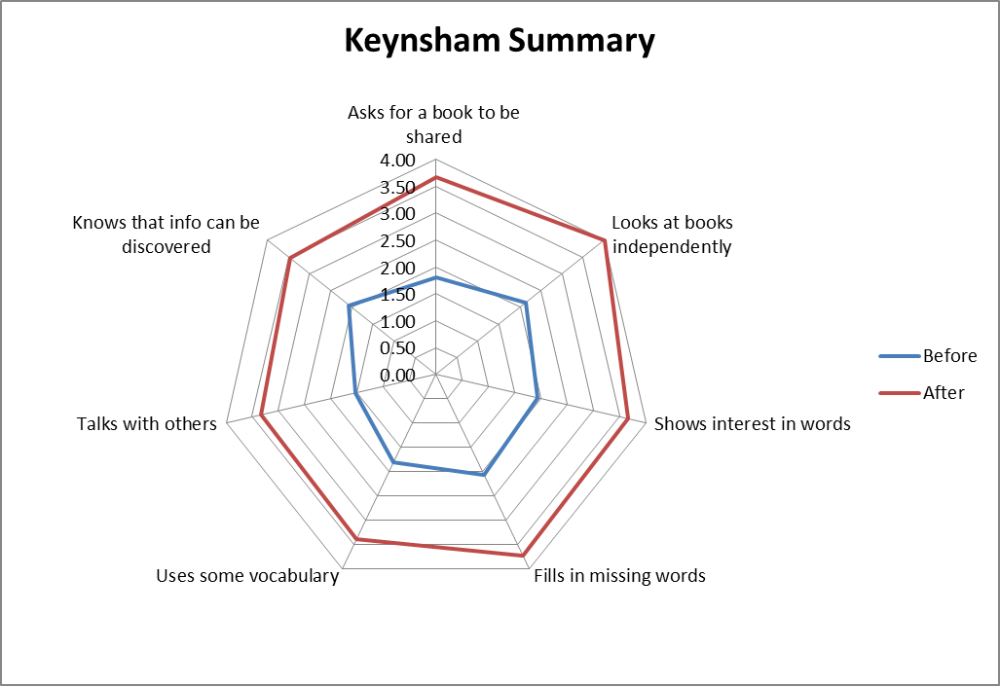 Keynsham Summary
Asks for a book to be
shared
4.00
3.50
3.00
2.50
2.00
1.50
1.00
0.50
0.00
Looks at books
independently
Shows interest in words
Fills in missing words
Uses some vocabulary
Talks with others
Knows that info can be
discovered
Before
After